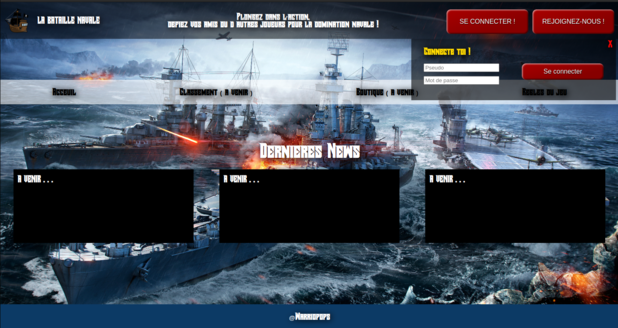 LA BATAILLE NAVALE
Plongez dans l'action,
defiez vos amis ou d autres joueurs pour la domination navale !
SE CONNECTER !
REJOIGNEZ-NOUS !
Connecte toi !
X
Pseudo
Mot de passe
Se connecter
Accueil
Classement ( A venir )
Boutique ( A venir )
Regles du jeu
Dernieres News
A venir . . .
A venir . . .
A venir . . .
@Warriopops